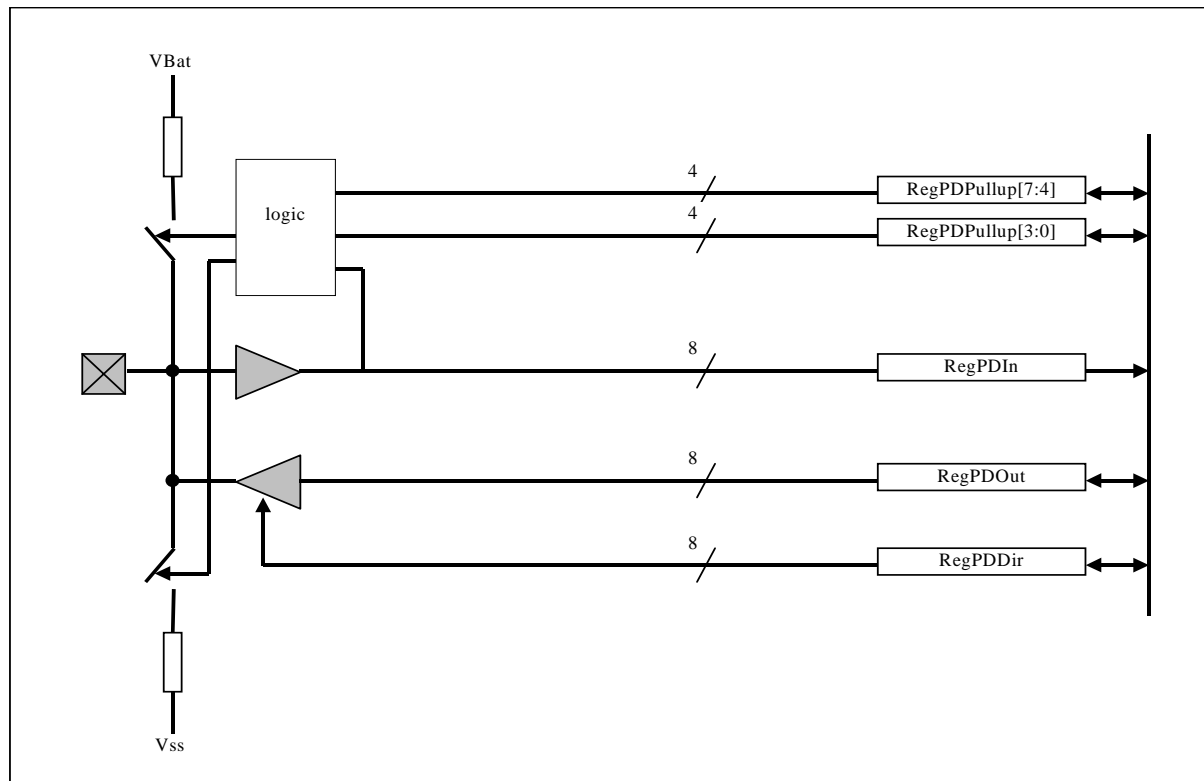 VBat
4
RegPDPullup[7:4]
logic
4
RegPDPullup[3:0]
8
RegPDIn
8
RegPDOut
8
RegPDDir
Vss